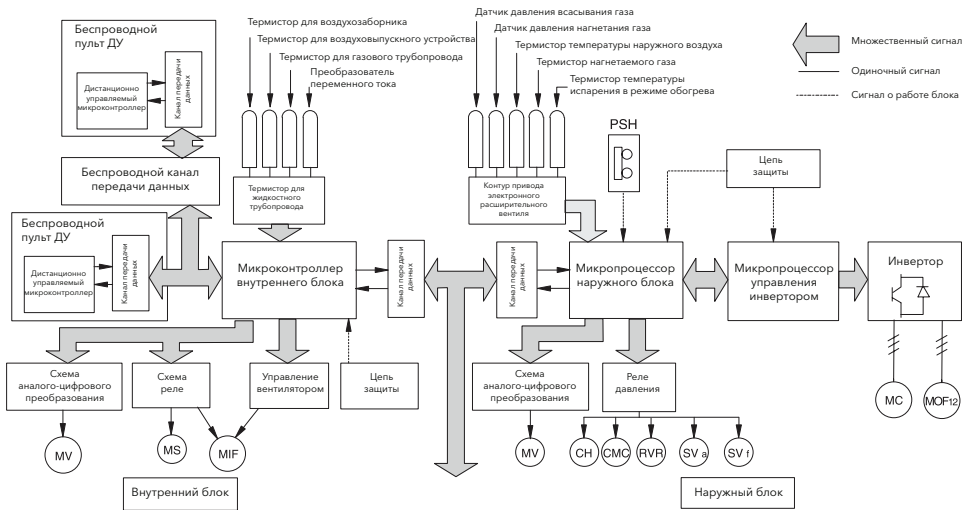 Беспроводной
пульт ДУ
Дистанционно
управляемый
микроконтроллер
Канал передачи
данных
Беспроводной канал
передачи данных
Беспроводной
пульт ДУ
Дистанционно
управляемый
микроконтроллер
Канал передачи
данных
Термистор для воздухозаборника
Термистор для воздуховыпускного устройства
Термистор для газового трубопровода
Преобразователь
переменного тока
Термистор для
жидкостного
трубопровода
Микроконтроллер
внутреннего блока
Канал передачи
данных
Схема
аналого-цифрового
преобразования
Схема
реле
Управление
вентилятором
Цепь
защиты
MV
MS
MIF
Внутренний блок
Датчик давления всасывания газа
Датчик давления нагнетания газа
Термистор температуры наружного воздуха
Термистор нагнетаемого газа
Термистор температуры
испарения в режиме обогрева
Контур привода
электронного
расширительного
вентиля
PSH
Цепь
защиты
Канал передачи
данных
Микропроцессор
наружного блока
Микропроцессор
управления
инвертором
Инвертор
Схема
аналого-цифрового
преобразования
Реле
давления
MV
CH
CMC
RVR
SV a
SV f
MC
MOF12
Наружный блок
Множественный сигнал
Одиночный сигнал
Сигнал о работе блока